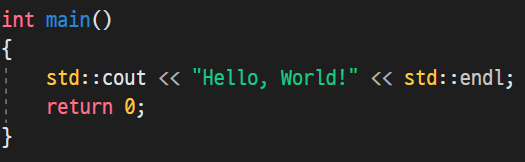 int main()
{
    std::cout << "Hello, World!" << std::endl;
    return 0;
}